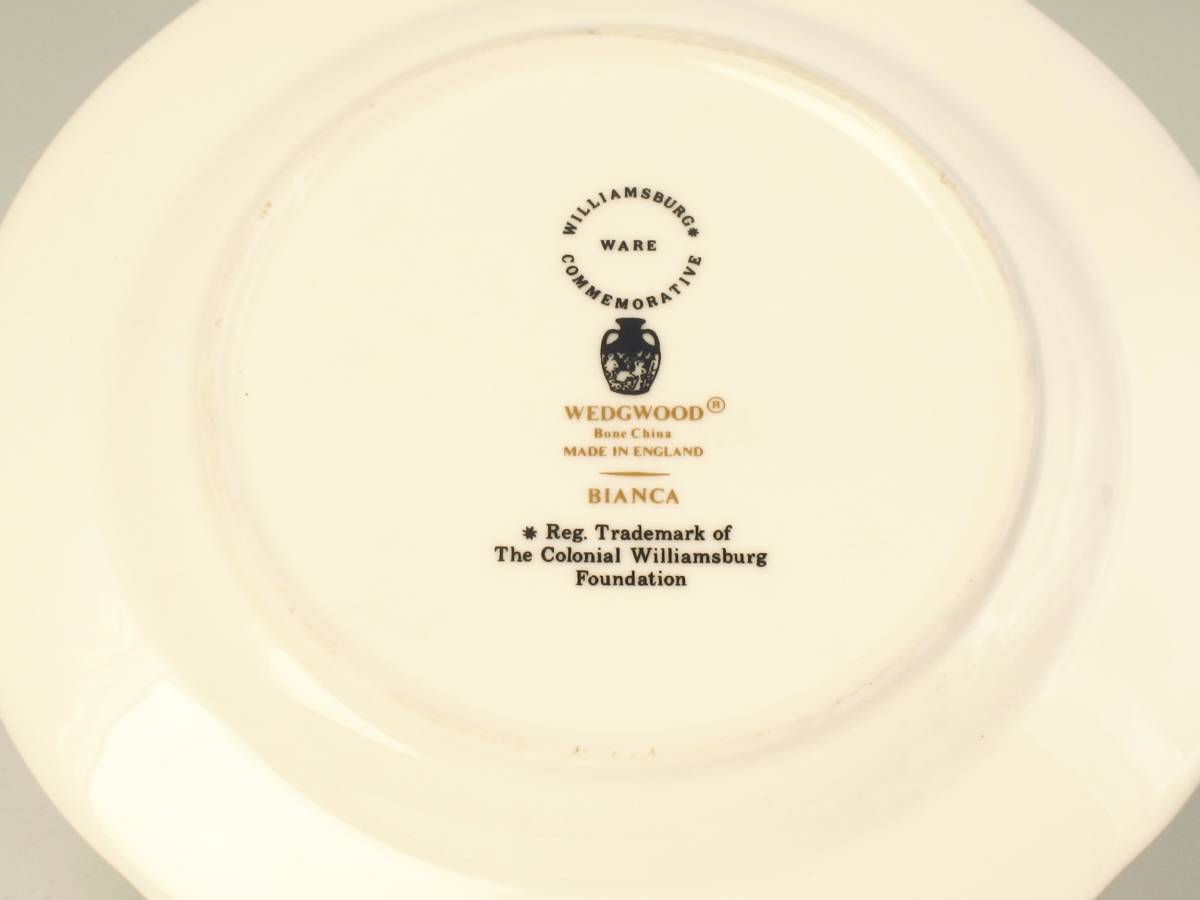 WILLIAMSBURG*
WARE
COMMEMORATIVE
WEDGWOOD®
Bone China
MADE IN ENGLAND
BIANCA
* Reg. Trademark of
The Colonial Williamsburg
Foundation